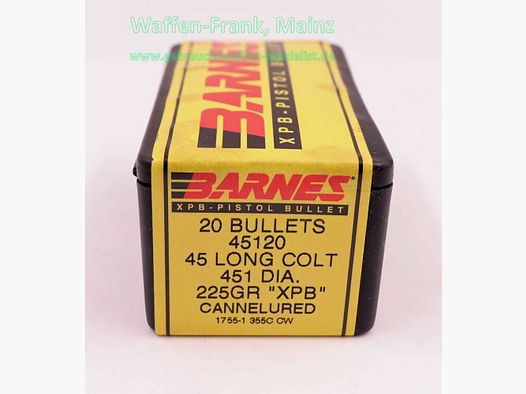 Waffen-Frank, Mainz
BARNES
XPB-PISTOL BULLET
BARNES
XPB-PISTOL BULLET
20 BULLETS
45120
45 LONG COLT
451 DIA.
225GR "XPB"
CANNELURED
1755-1 355C CW